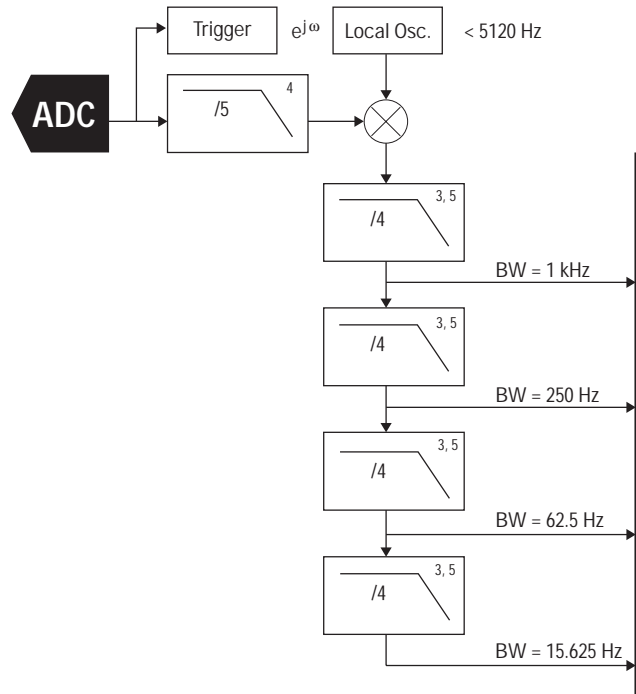 Trigger
e^jω
Local Osc.
< 5120 Hz
ADC
/5
4
/4
3, 5
BW = 1 kHz
/4
3, 5
BW = 250 Hz
/4
3, 5
BW = 62.5 Hz
/4
3, 5
BW = 15.625 Hz